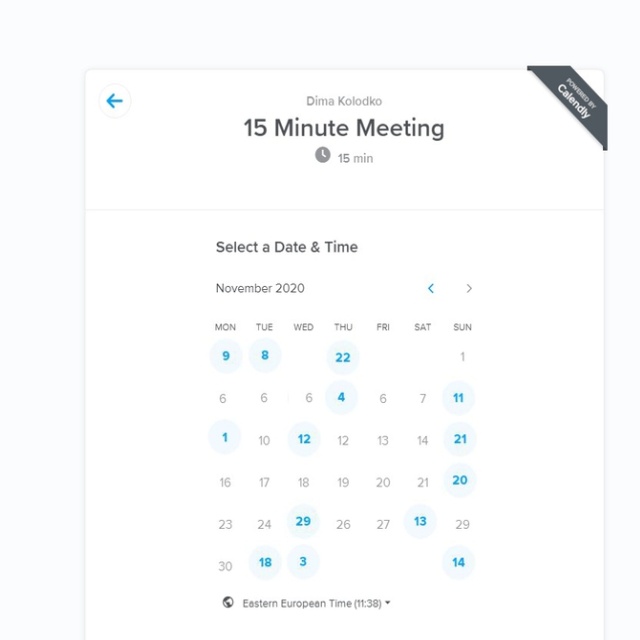 Dima Kolodko
POWERED BY
Calendly
15 Minute Meeting
15 min
Select a Date & Time
November 2020
MON TUE WED THU FRI SAT SUN
9 8 22 1
6 6 6 4 6 7 11
1 10 12 12 13 14 21
16 17 18 19 20 21 20
23 24 29 26 27 13 29
30 18 3 14
Eastern European Time (11:38)